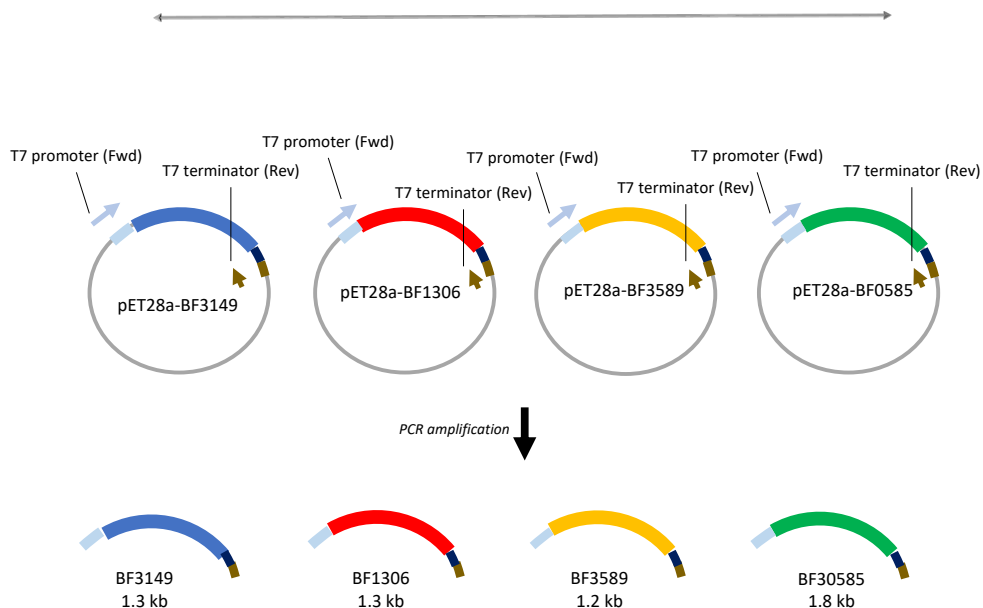 T7 promoter (Fwd)
T7 terminator (Rev)
pET28a-BF3149
T7 promoter (Fwd)
T7 terminator (Rev)
pET28a-BF1306
T7 promoter (Fwd)
T7 terminator (Rev)
pET28a-BF3589
T7 promoter (Fwd)
T7 terminator (Rev)
pET28a-BF0585
PCR amplification
BF3149
1.3 kb
BF1306
1.3 kb
BF3589
1.2 kb
BF30585
1.8 kb